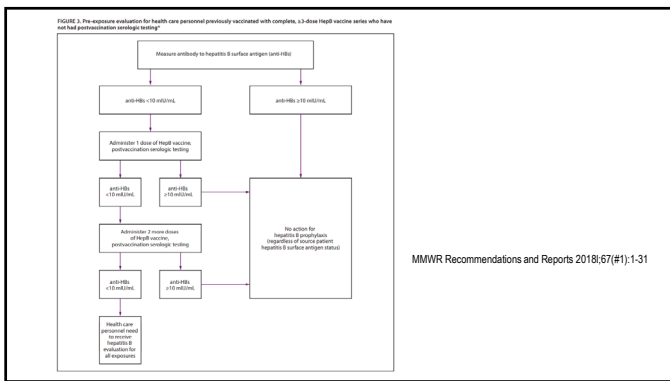 FIGURE 3. Pre-exposure evaluation for health care personnel previously vaccinated with complete, ≥3-dose HepB vaccine series who have
not had postvaccination serologic testing*
Measure antibody to hepatitis B surface antigen (anti-HBs)
anti-HBs <10 mIU/mL
anti-HBs ≥10 mIU/mL
Administer 1 dose of HepB vaccine,
postvaccination serologic testing
anti-HBs
<10 mIU/mL
anti-HBs
≥10 mIU/mL
No action for
hepatitis B prophylaxis
(regardless of source patient
hepatitis B surface antigen status)
Administer 2 more doses
of HepB vaccine,
postvaccination serologic testing
anti-HBs
<10 mIU/mL
anti-HBs
≥10 mIU/mL
Health care
personnel need
to receive
hepatitis B
evaluation for
all exposures
MMWR Recommendations and Reports 2018l;67(#1):1-31